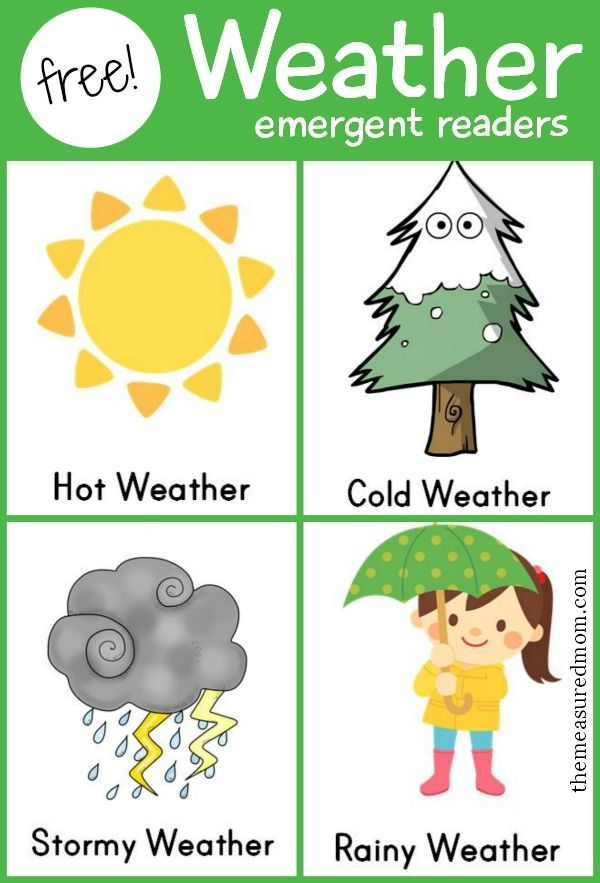 free!
Weather
emergent readers
Hot Weather
Cold Weather
Stormy Weather
Rainy Weather
themeasuredmom.com